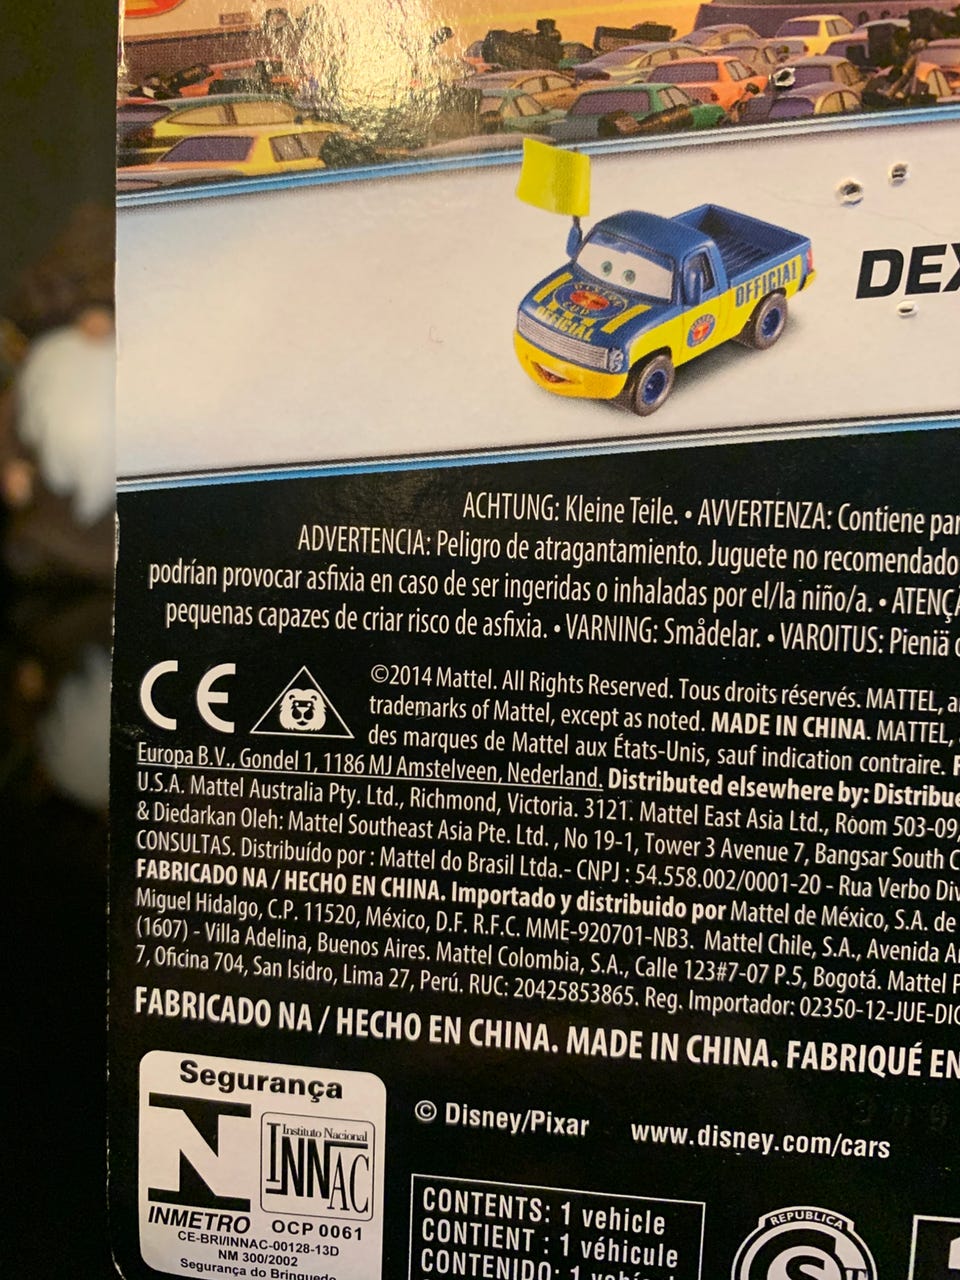 PISTON
CUP
OFFICIAL
OFFICIAL
DEX
ACHTUNG: Kleine Teile. • AVVERTENZA: Contiene
ADVERTENCIA: Peligro de atragantamiento. Juguete no recomendado
podrían provocar asfixia en caso de ser ingeridas o inhaladas por el/la niño/a. • ATENÇ
pequenas capazes de criar risco de asfixia. • VARNING: Smådelar. • VAROITUS: Pieniä
CE
©2014 Mattel. All Rights Reserved. Tous droits réservés. MATTEL,
trademarks of Mattel, except as noted. MADE IN CHINA. MATTEL,
des marques de Mattel aux États-Unis, sauf indication contraire.
Europa B.V., Gondel 1, 1186 MJ Amstelveen, Nederland. Distributed elsewhere by: Distribu
U.S.A. Mattel Australia Pty. Ltd., Richmond, Victoria. 3121. Mattel East Asia Ltd., Room 503-09,
& Diedarkan Oleh: Mattel Southeast Asia Pte. Ltd., No 19-1, Tower 3 Avenue 7, Bangsar South
CONSULTAS. Distribuído por : Mattel do Brasil Ltda.- CNPJ : 54.558.002/0001-20 - Rua Verbo
FABRICADO NA / HECHO EN CHINA. Importado y distribuido por Mattel de México, S.A. de
Miguel Hidalgo, C.P. 11520, México, D.F. R.F.C. MME-920701-NB3. Mattel Chile, S.A., Avenida
(1607) - Villa Adelina, Buenos Aires. Mattel Colombia, S.A., Calle 123#7-07 P.5, Bogotá. Mattel
7, Oficina 704, San Isidro, Lima 27, Perú. RUC: 20425853865. Reg. Importador: 02350-12-JUE-DIG
FABRICADO NA / HECHO EN CHINA. MADE IN CHINA. FABRIQUÉ EN
Segurança
Instituto Nacional
INNAC
INMETRO OCP 0061
CE-BRI/INNAC-00128-13D
NM 300/2002
Segurança do Brinquedo
© Disney/Pixar www.disney.com/cars
CONTENTS: 1 vehicle
CONTIENT : 1 véhicule
CONTENIDO: 1
REPUBLICA
S